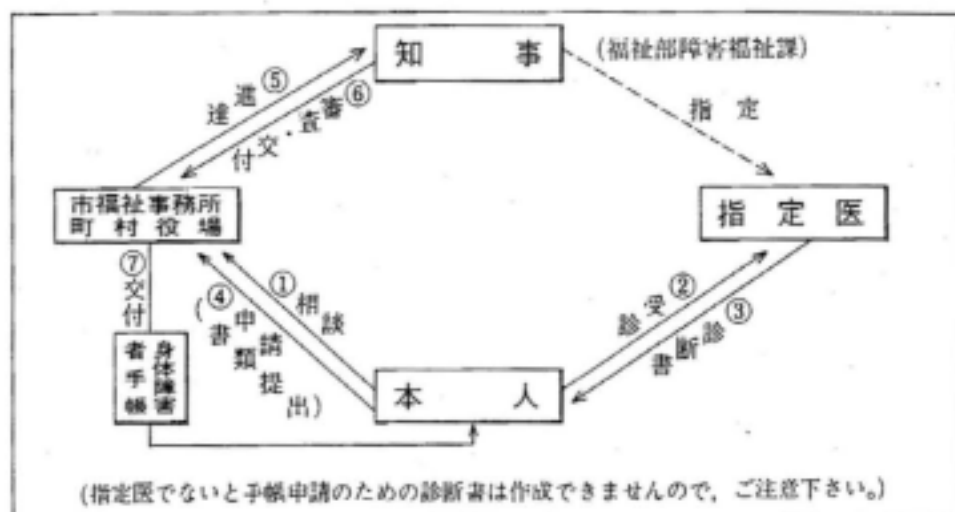 知事
(福祉部障害福祉課)
指定
⑤進達
⑥審査・交付
市福祉事務所
町村役場
指定医
⑦交付
①相談
④申請
(書類提出)
②受診
③診断書
身体障害
者手帳
本人
(指定医でないと手帳申請のための診断書は作成できませんので，ご注意下さい。)